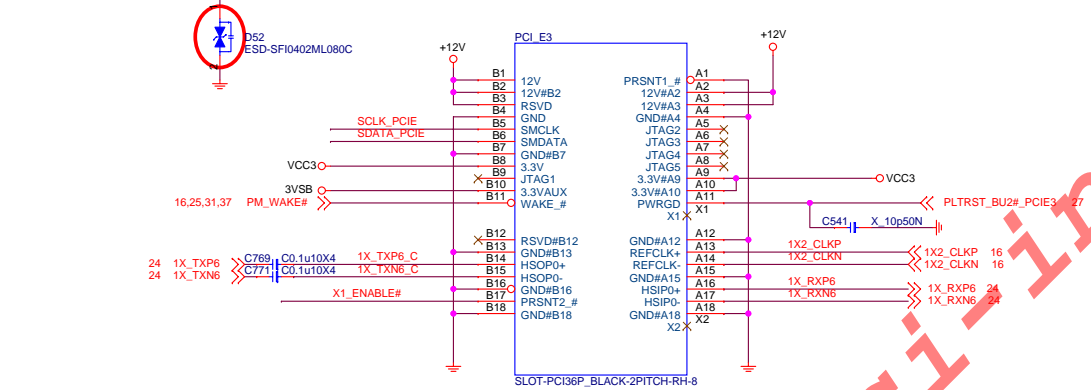 D52
ESD-SFI0402ML080C
+12V
PCI_E3
+12V
B1 12V PRSNT1_# A1
B2 12V#B2 12V#A2 A2
B3 RSVD 12V#A3 A3
B4 GND GND#A4 A4
SCLK_PCIE B5 SMCLK JTAG2 A5
SDATA_PCIE B6 SMDATA JTAG3 A6
B7 GND#B7 JTAG4 A7
VCC3 B8 3.3V JTAG5 A8
B9 JTAG1 3.3V#A9 A9 VCC3
3VSB B10 3.3VAUX 3.3V#A10 A10
16,25,31,37 PM_WAKE# B11 WAKE_# PWRGD A11 PLTRST_BU2#_PCIE3 27
X1 X1
C541 X_10p50N
B12 RSVD#B12 GND#A12 A12
B13 GND#B13 REFCLK+ A13 1X2_CLKP 1X2_CLKP 16
24 1X_TXP6 C769 C0.1u10X4 1X_TXP6_C B14 HSOP0+ REFCLK- A14 1X2_CLKN 1X2_CLKN 16
24 1X_TXN6 C771 C0.1u10X4 1X_TXN6_C B15 HSOP0- GND#A15 A15
B16 GND#B16 HSIP0+ A16 1X_RXP6 1X_RXP6 24
X1_ENABLE# B17 PRSNT2_# HSIP0- A17 1X_RXN6 1X_RXN6 24
B18 GND#B18 GND#A18 A18
X2 X2
SLOT-PCI36P_BLACK-2PITCH-RH-8